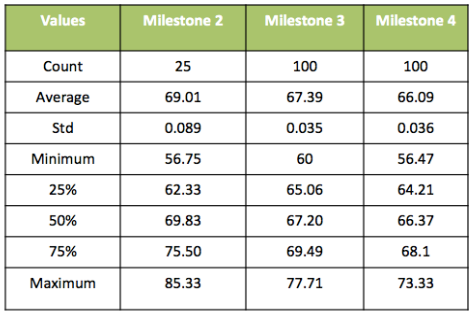 Values Milestone 2 Milestone 3 Milestone 4
Count 25 100 100
Average 69.01 67.39 66.09
Std 0.089 0.035 0.036
Minimum 56.75 60 56.47
25% 62.33 65.06 64.21
50% 69.83 67.20 66.37
75% 75.50 69.49 68.1
Maximum 85.33 77.71 73.33